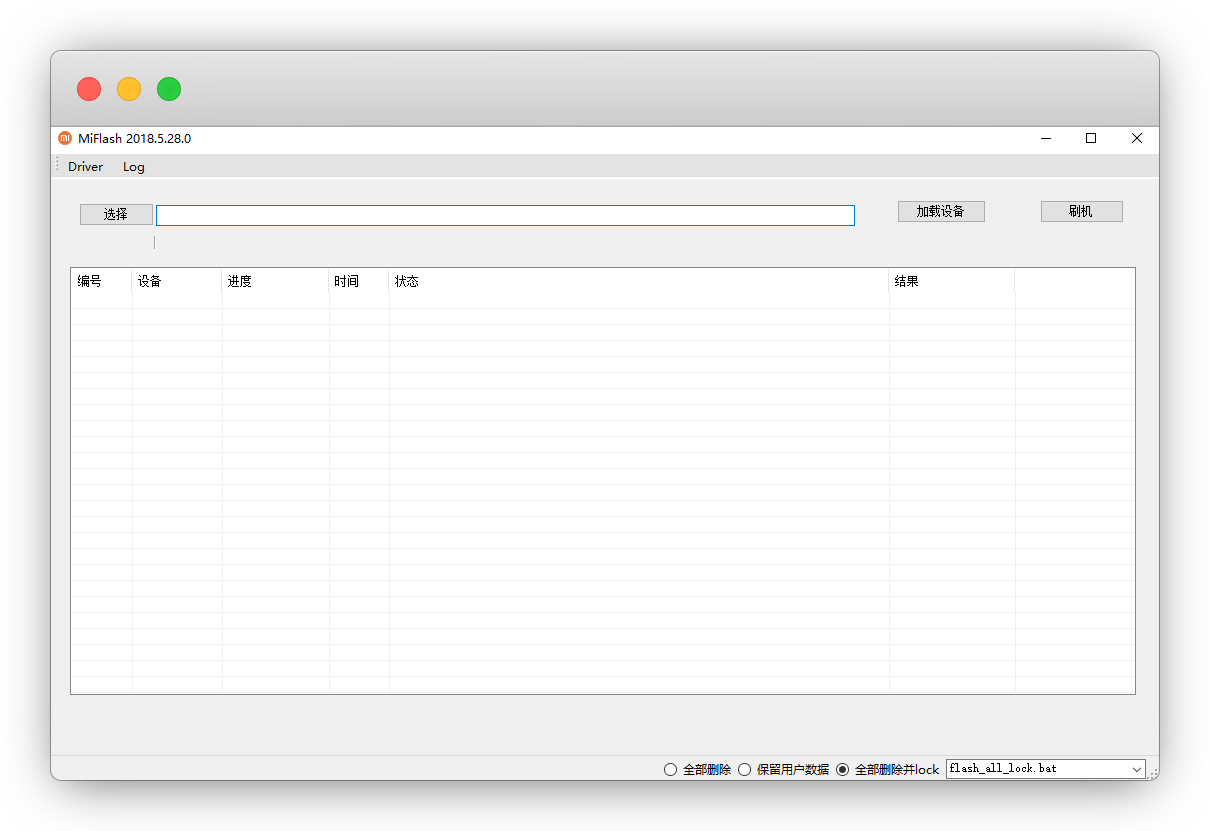 MiFlash 2018.5.28.0
Driver Log
选择 加载设备 刷机
编号 设备 进度 时间 状态 结果
全部删除 保留用户数据 全部删除并lock flash_all_lock.bat